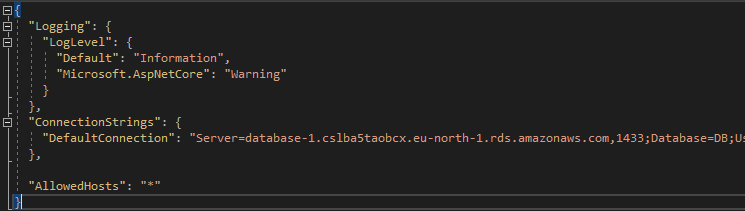 {
"Logging": {
"LogLevel": {
"Default": "Information",
"Microsoft.AspNetCore": "Warning"
}
},
"ConnectionStrings": {
"DefaultConnection": "Server=database-1.cslba5taobcx.eu-north-1.rds.amazonaws.com,1433;Database=DB;Us
},
"AllowedHosts": "*"
}